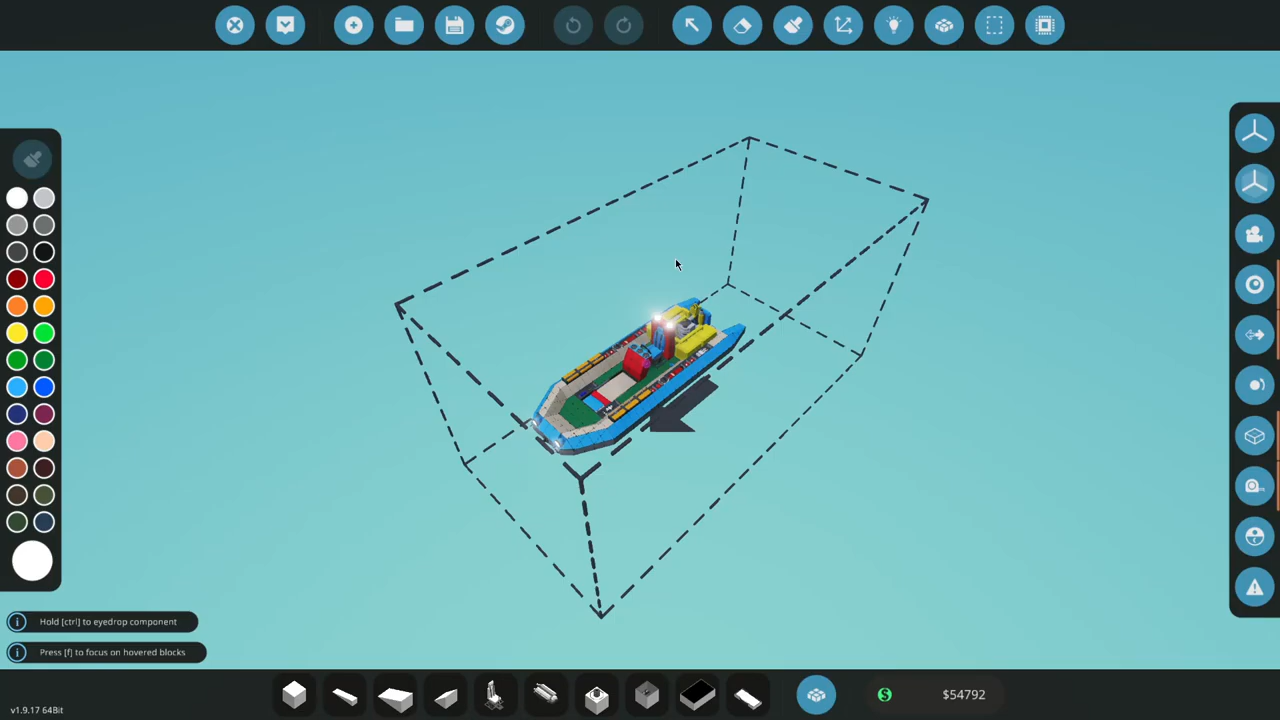 Hold [ctrl] to eyedrop component
Press [f] to focus on hovered blocks
$54792
v1.9.17 64Bit